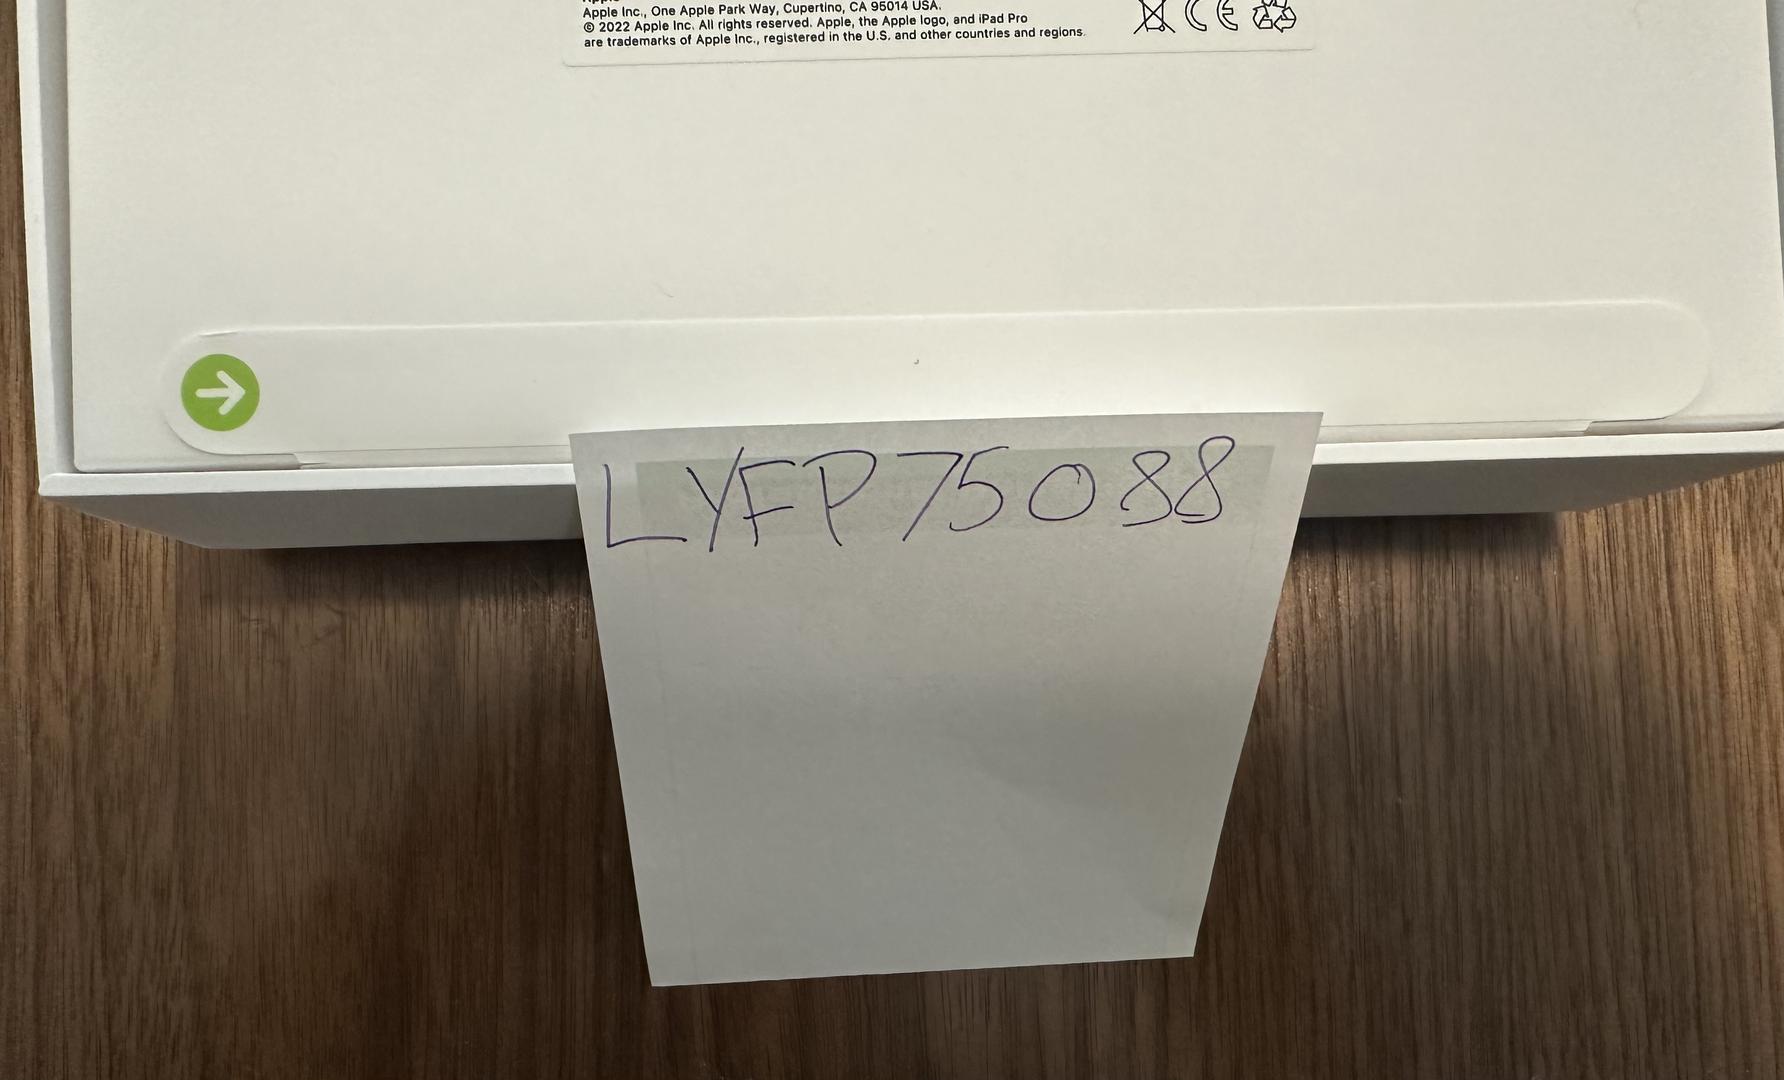 Apple Inc., One Apple Park Way, Cupertino, CA 95014 USA.
© 2022 Apple Inc. All rights reserved. Apple, the Apple logo, and iPad Pro
are trademarks of Apple Inc., registered in the U.S. and other countries and regions.
CE
LYFP75088